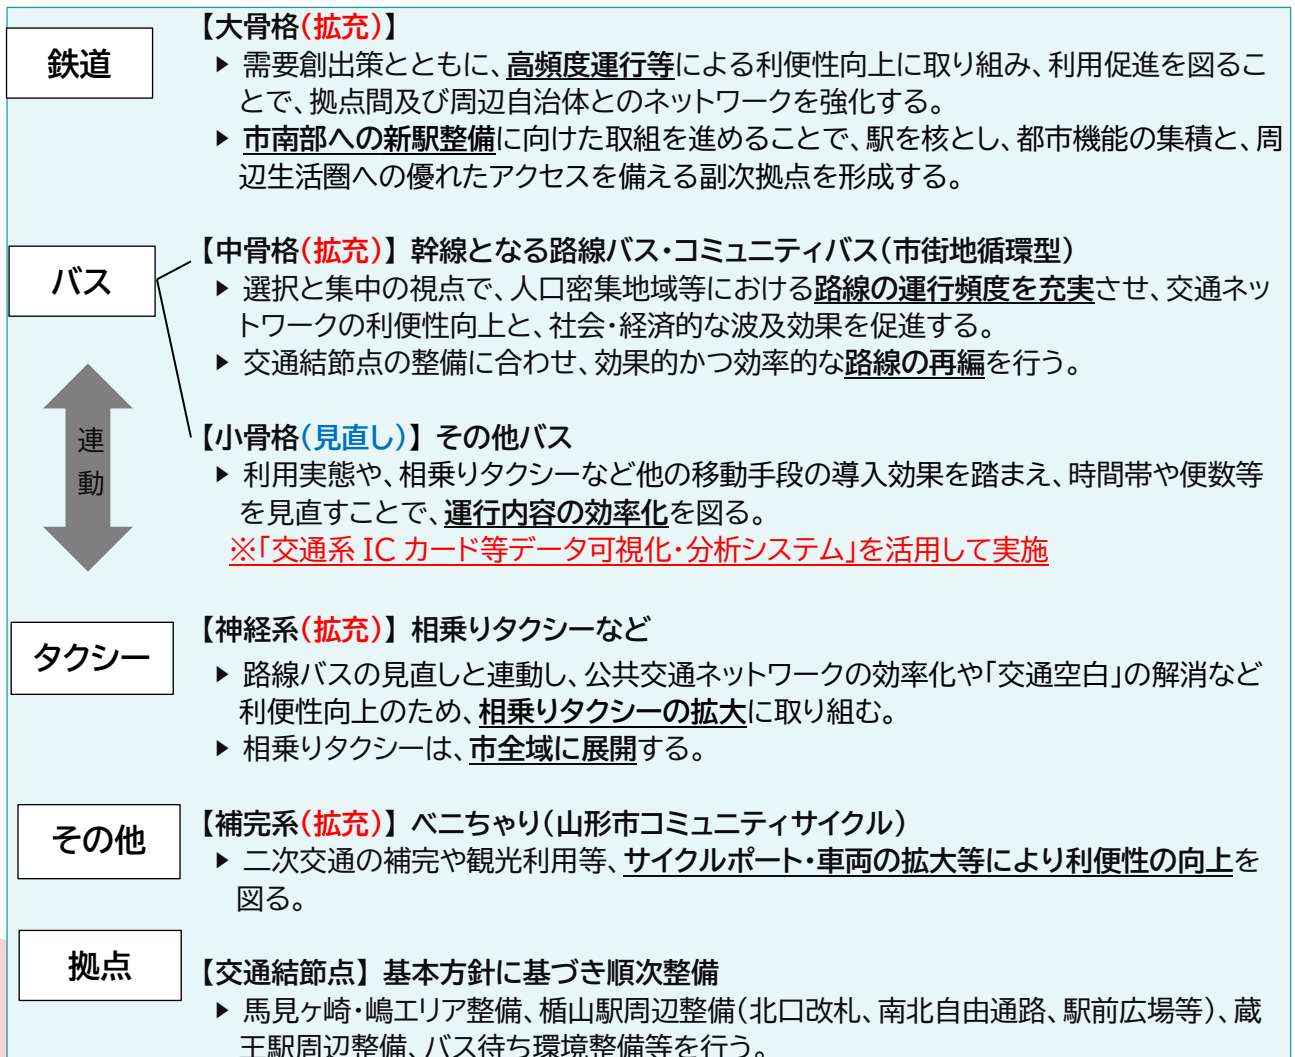 鉄道
【大骨格(拡充)】
▶ 需要創出策とともに、高頻度運行等による利便性向上に取り組み、利用促進を図るこ
とで、拠点間及び周辺自治体とのネットワークを強化する。
▶ 市南部への新駅整備に向けた取組を進めることで、駅を核とし、都市機能の集積と、周
辺生活圏への優れたアクセスを備える副次拠点を形成する。
バス
【中骨格(拡充)】 幹線となる路線バス・コミュニティバス(市街地循環型)
▶ 選択と集中の視点で、人口密集地域等における路線の運行頻度を充実させ、交通ネッ
トワークの利便性向上と、社会・経済的な波及効果を促進する。
▶ 交通結節点の整備に合わせ、効果的かつ効率的な路線の再編を行う。
連
動
【小骨格(見直し)】 その他バス
▶ 利用実態や、相乗りタクシーなど他の移動手段の導入効果を踏まえ、時間帯や便数等
を見直すことで、運行内容の効率化を図る。
※「交通系 IC カード等データ可視化・分析システム」を活用して実施
タクシー
【神経系(拡充)】 相乗りタクシーなど
▶ 路線バスの見直しと連動し、公共交通ネットワークの効率化や「交通空白」の解消など
利便性向上のため、相乗りタクシーの拡大に取り組む。
▶ 相乗りタクシーは、市全域に展開する。
その他
【補完系(拡充)】 ベニちゃり(山形市コミュニティサイクル)
▶ 二次交通の補完や観光利用等、サイクルポート・車両の拡大等により利便性の向上を
図る。
拠点
【交通結節点】 基本方針に基づき順次整備
▶ 馬見ヶ崎・嶋エリア整備、楯山駅周辺整備(北口改札、南北自由通路、駅前広場等)、蔵
王駅周辺整備、バス待ち環境整備等を行う。